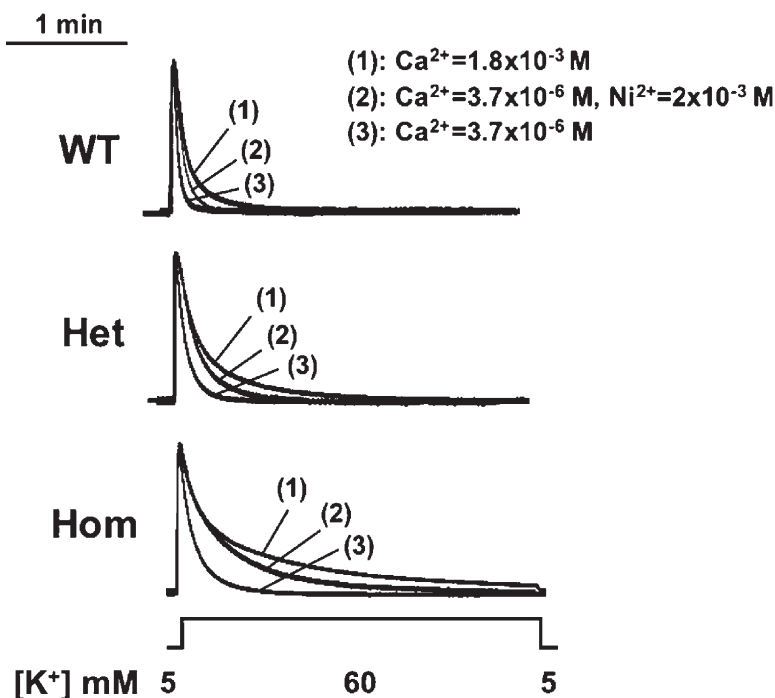 1 min
(1): Ca²⁺=1.8x10⁻³ M
(2): Ca²⁺=3.7x10⁻⁶ M, Ni²⁺=2x10⁻³ M
(3): Ca²⁺=3.7x10⁻⁶ M
WT
(1)
(2)
(3)
Het
(1)
(2)
(3)
Hom
(1)
(2)
(3)
[K⁺] mM 5 60 5